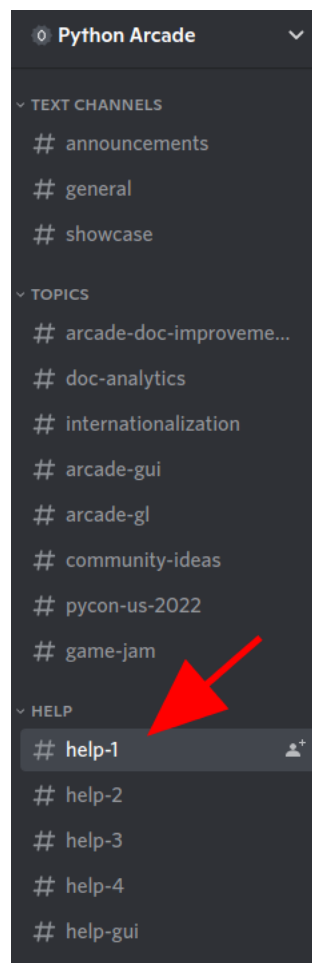 Python Arcade
TEXT CHANNELS
# announcements
# general
# showcase
TOPICS
# arcade-doc-improveme...
# doc-analytics
# internationalization
# arcade-gui
# arcade-gl
# community-ideas
# pycon-us-2022
# game-jam
HELP
# help-1
# help-2
# help-3
# help-4
# help-gui